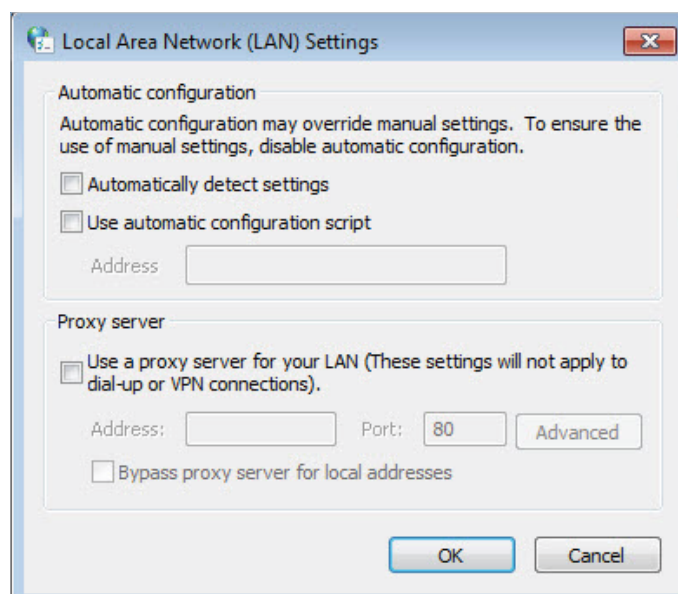 Local Area Network (LAN) Settings
Automatic configuration
Automatic configuration may override manual settings. To ensure the
use of manual settings, disable automatic configuration.
Automatically detect settings
Use automatic configuration script
Address
Proxy server
Use a proxy server for your LAN (These settings will not apply to
dial-up or VPN connections).
Address: Port: 80 Advanced
Bypass proxy server for local addresses
OK Cancel